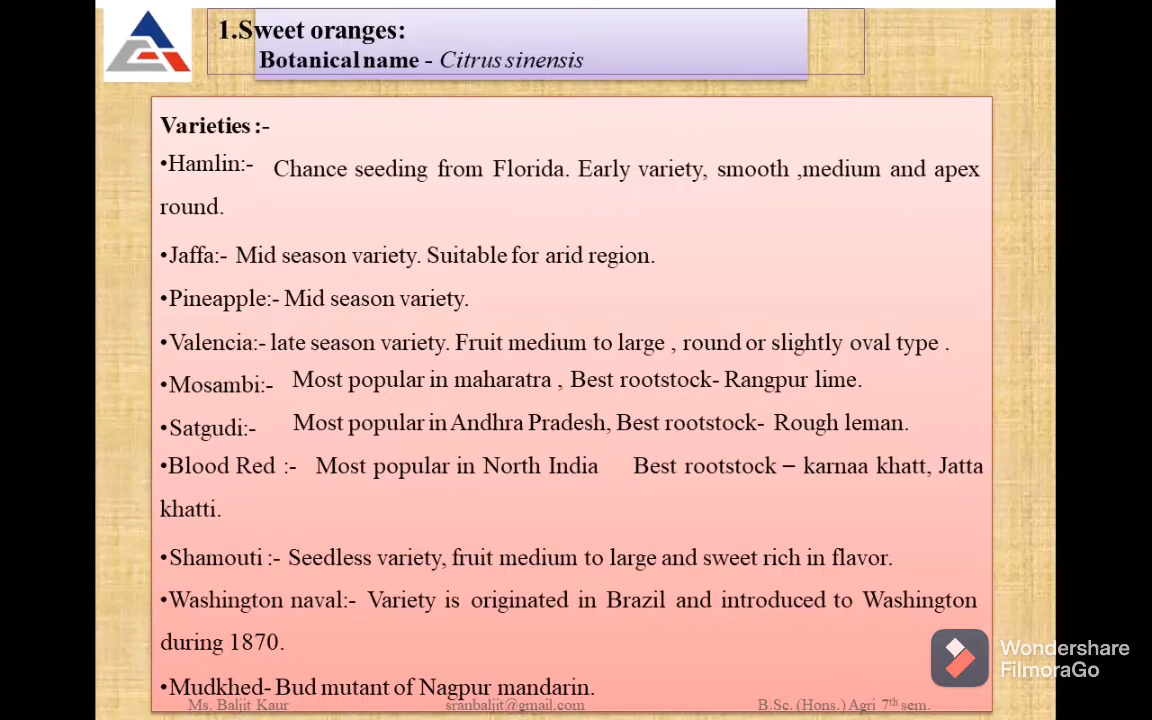 1.Sweet oranges:
Botanical name - Citrus sinensis
Varieties :-
•Hamlin:- Chance seeding from Florida. Early variety, smooth ,medium and apex
round.
•Jaffa:- Mid season variety. Suitable for arid region.
•Pineapple:- Mid season variety.
•Valencia:- late season variety. Fruit medium to large , round or slightly oval type .
•Mosambi:- Most popular in maharatra , Best rootstock- Rangpur lime.
•Satgudi:- Most popular in Andhra Pradesh, Best rootstock- Rough leman.
•Blood Red :- Most popular in North India Best rootstock – karnaa khatt, Jatta
khatti.
•Shamouti :- Seedless variety, fruit medium to large and sweet rich in flavor.
•Washington naval:- Variety is originated in Brazil and introduced to Washington
during 1870.
•Mudkhed- Bud mutant of Nagpur mandarin.
Ms. Baljit Kaur sranbaljit@gmail.com B.Sc. (Hons.) Agri 7th sem.
Wondershare
FilmoraGo